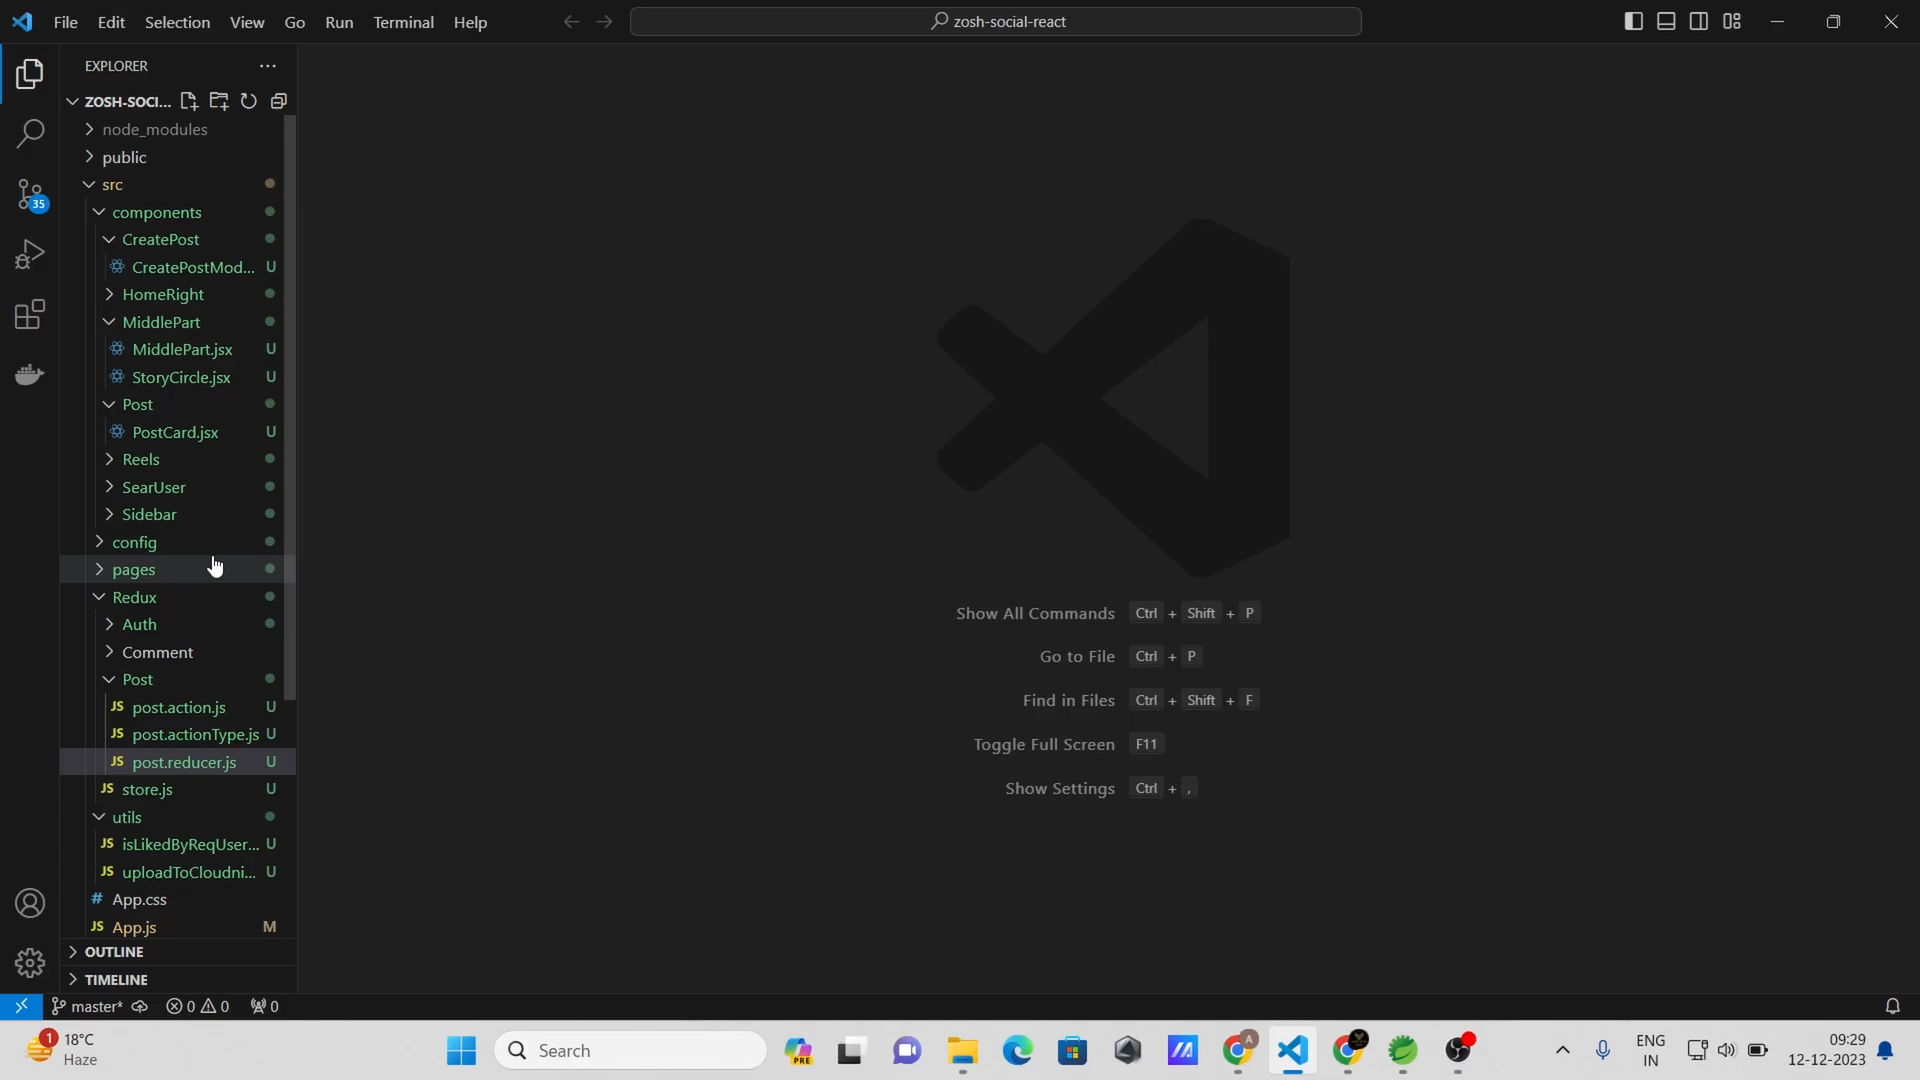 File Edit Selection View Go Run Terminal Help
zosh-social-react
EXPLORER
ZOSH-SOCI...
node_modules
public
src
components
CreatePost
CreatePostMod... U
HomeRight
MiddlePart
MiddlePart.jsx U
StoryCircle.jsx U
Post
PostCard.jsx U
Reels
SearUser
Sidebar
config
pages
Redux
Auth
Comment
Post
JS post.action.js U
JS post.actionType.js U
JS post.reducer.js U
JS store.js U
utils
JS isLikedByReqUser... U
JS uploadToCloudni... U
# App.css
JS App.js M
OUTLINE
TIMELINE
35
Show All Commands Ctrl + Shift + P
Go to File Ctrl + P
Find in Files Ctrl + Shift + F
Toggle Full Screen F11
Show Settings Ctrl + ,
master* 0 0 0
1 18°C
Haze
Search
PRE
A
ENG
IN
09:29
12-12-2023